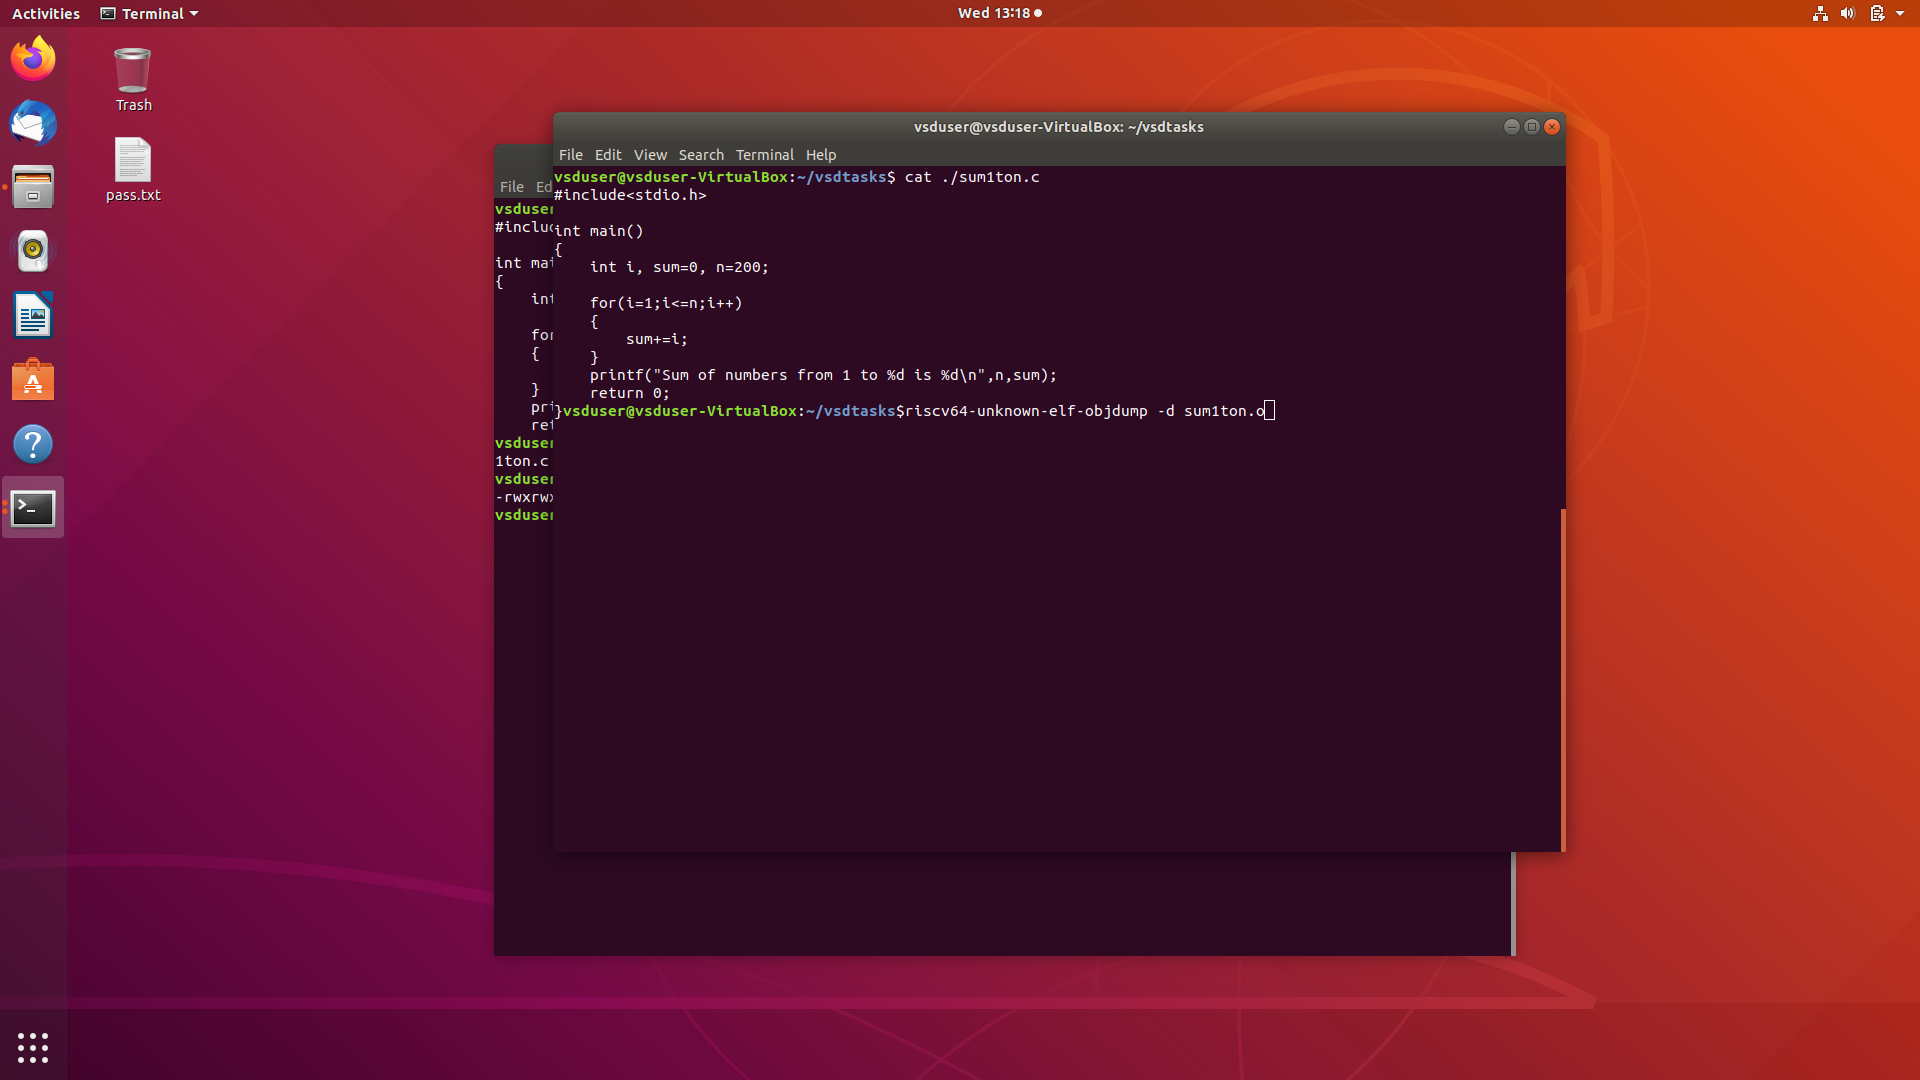 Activities Terminal Wed 13:18
Trash
pass.txt
vsduser@vsduser-VirtualBox: ~/vsdtasks
File Edit View Search Terminal Help
vsduser@vsduser-VirtualBox:~/vsdtasks$ cat ./sum1ton.c
#include<stdio.h>
int main()
{
int i, sum=0, n=200;
for(i=1;i<=n;i++)
{
sum+=i;
}
printf("Sum of numbers from 1 to %d is %d\n",n,sum);
return 0;
}vsduser@vsduser-VirtualBox:~/vsdtasks$riscv64-unknown-elf-objdump -d sum1ton.o
File Ed
vsduser
#includ
int mai
{
int
for
{
}
pri
ret
vsduser
1ton.c
vsduser
-rwxrwx
vsduser